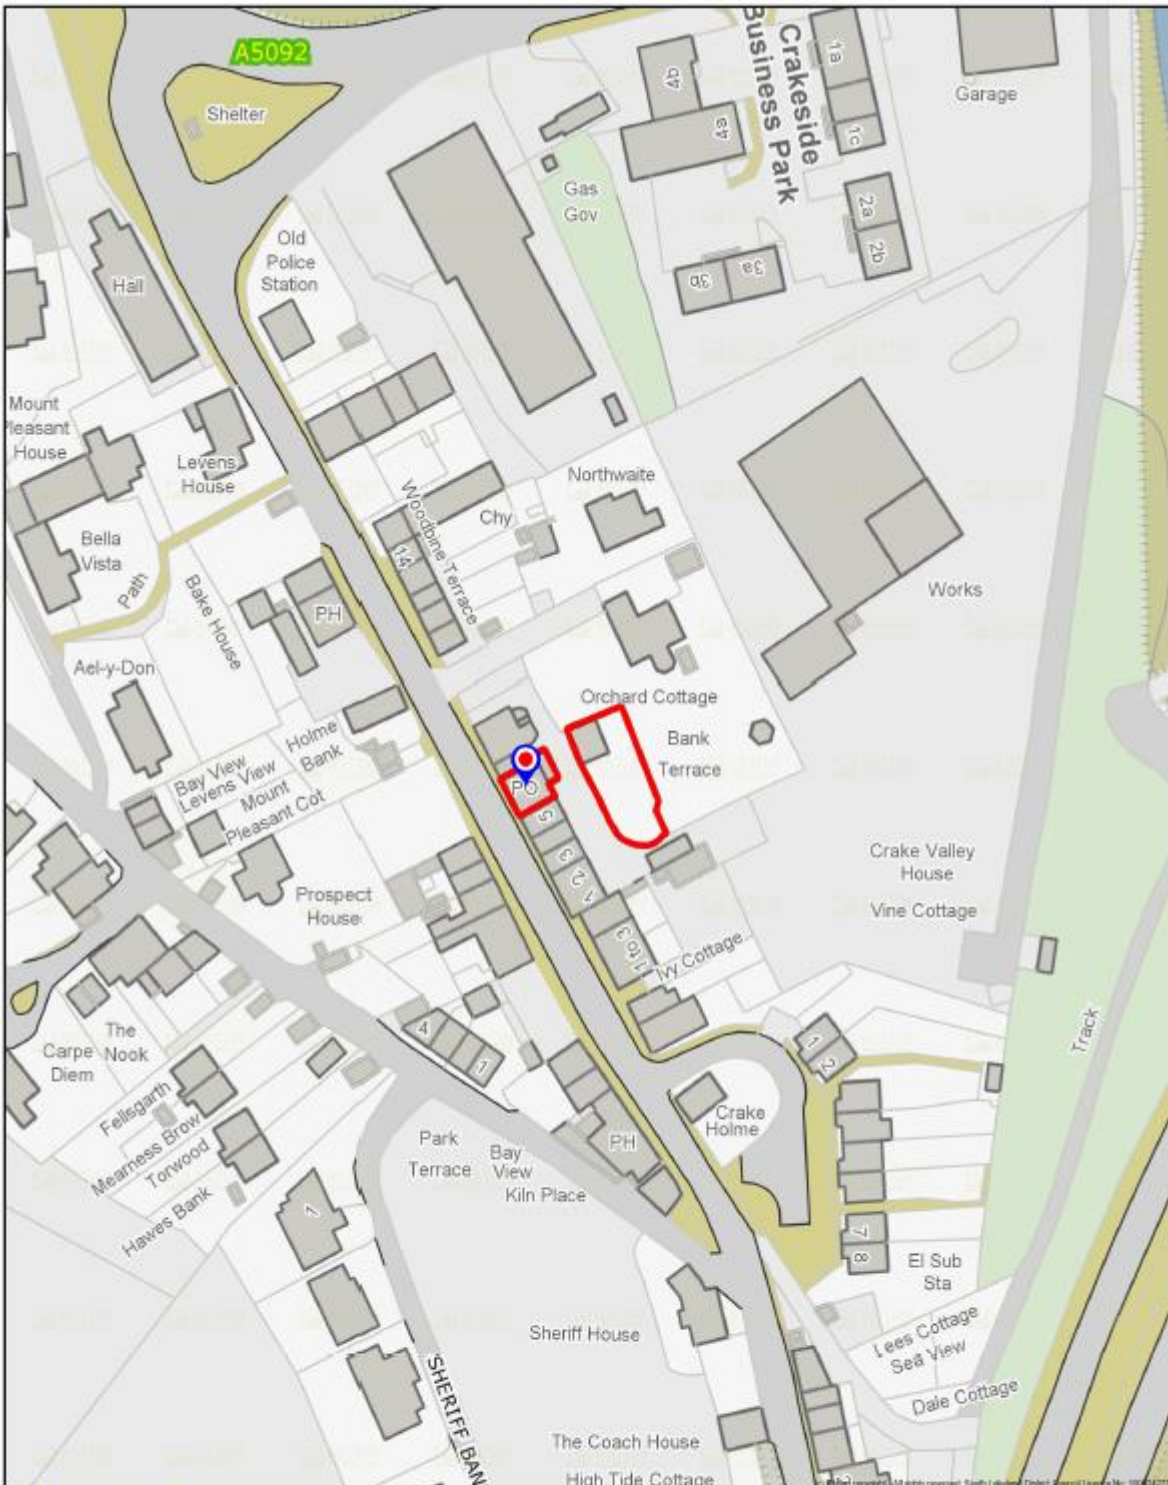 A5092
Shelter
Crakeside
Business Park
1a
1c
4b
4a
Garage
Gas
Gov
2a
2b
3b
3a
Old
Police
Station
Hall
Mount
Pleasant
House
Levens
House
Northwaite
Woodbine Terrace
Chy
14
Bella
Vista
Path
Bake House
PH
Works
Ael-y-Don
Orchard Cottage
Bank
Terrace
Holme
Bank
Bay View
Levens View
Mount
Pleasant Cot
PO
5
3
2
1
Crake Valley
House
Vine Cottage
Prospect
House
1 to 3
Ivy Cottage
Track
The
Nook
Carpe
Diem
4
1
1
2
Fellsgarth
Mearness Brow
Torwood
Hawes Bank
Park
Terrace
Bay
View
Kiln Place
PH
Crake
Holme
7
7
8
El Sub
Sta
Sheriff House
Lees Cottage
Sea View
Dale Cottage
SHERIFF BAN
The Coach House
High Tide Cottage